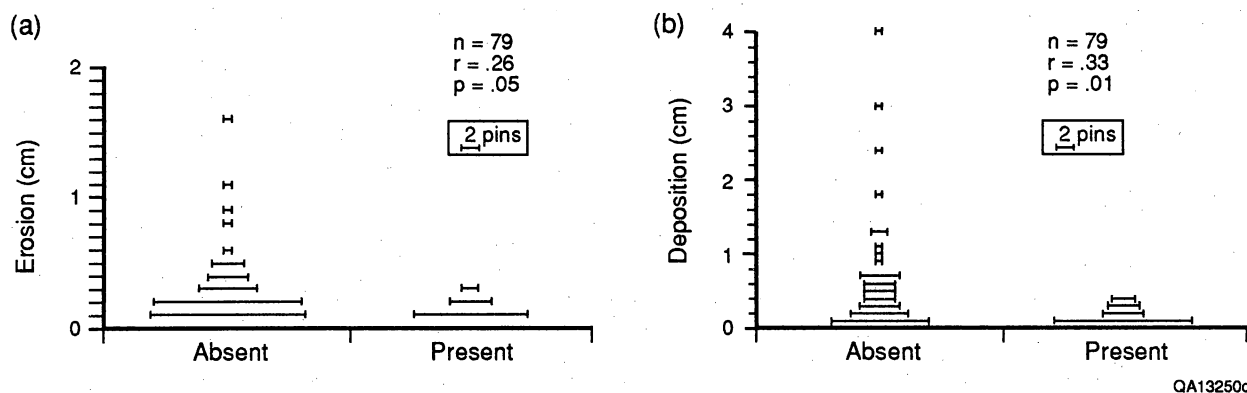 (a)
n = 79
r = .26
p = .05
2 pins
2
1
0
Erosion (cm)
Absent
Present
(b)
n = 79
r = .33
p = .01
2 pins
4
3
2
1
0
Deposition (cm)
Absent
Present
QA13250c